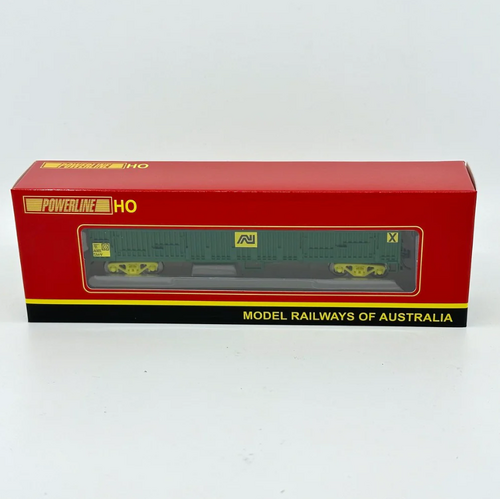 POWERLINE HO
POWERLINE HO
X
MODEL RAILWAYS OF AUSTRALIA